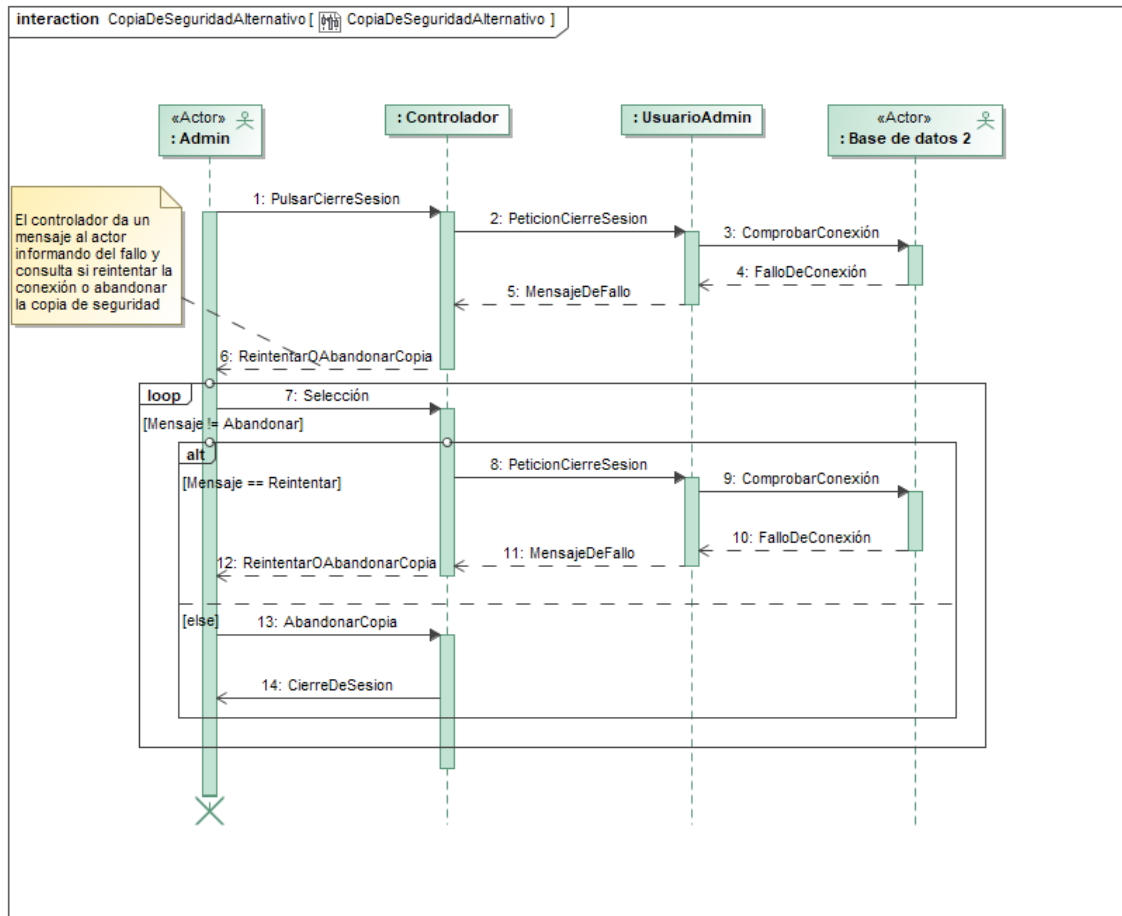 interaction CopiaDeSeguridadAlternativo [ CopiaDeSeguridadAlternativo ]
«Actor»
: Admin
: Controlador
: UsuarioAdmin
«Actor»
: Base de datos 2
El controlador da un
mensaje al actor
informando del fallo y
consulta si reintentar la
conexión o abandonar
la copia de seguridad
1: PulsarCierreSesion
2: PeticionCierreSesion
3: ComprobarConexión
4: FalloDeConexión
5: MensajeDeFallo
6: ReintentarOAbandonarCopia
loop
7: Selección
[Mensaje != Abandonar]
alt
8: PeticionCierreSesion
[Mensaje == Reintentar]
9: ComprobarConexión
10: FalloDeConexión
11: MensajeDeFallo
12: ReintentarOAbandonarCopia
[else]
13: AbandonarCopia
14: CierreDeSesion